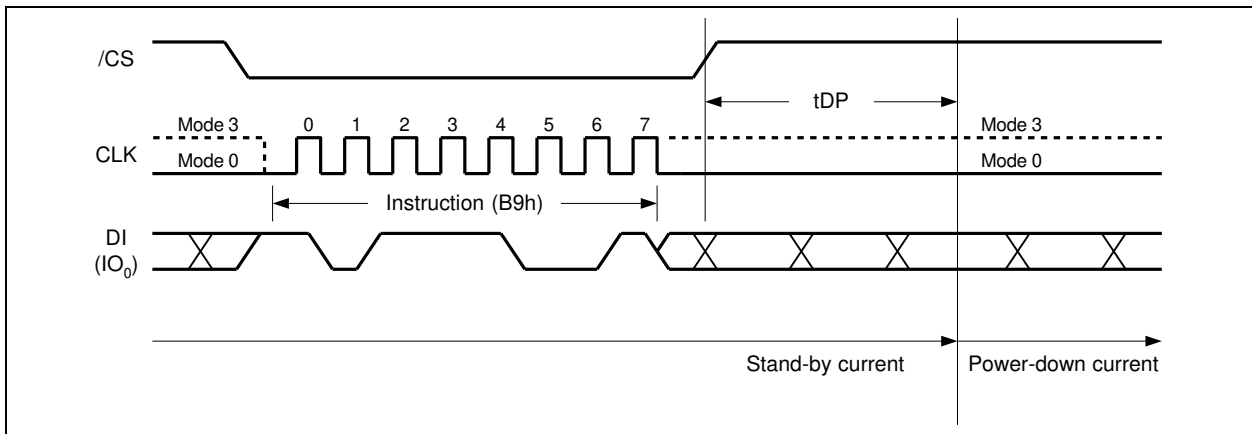 /CS
tDP
Mode 3 0 1 2 3 4 5 6 7 Mode 3
CLK Mode 0 Mode 0
Instruction (B9h)
DI
(IO0)
Stand-by current Power-down current